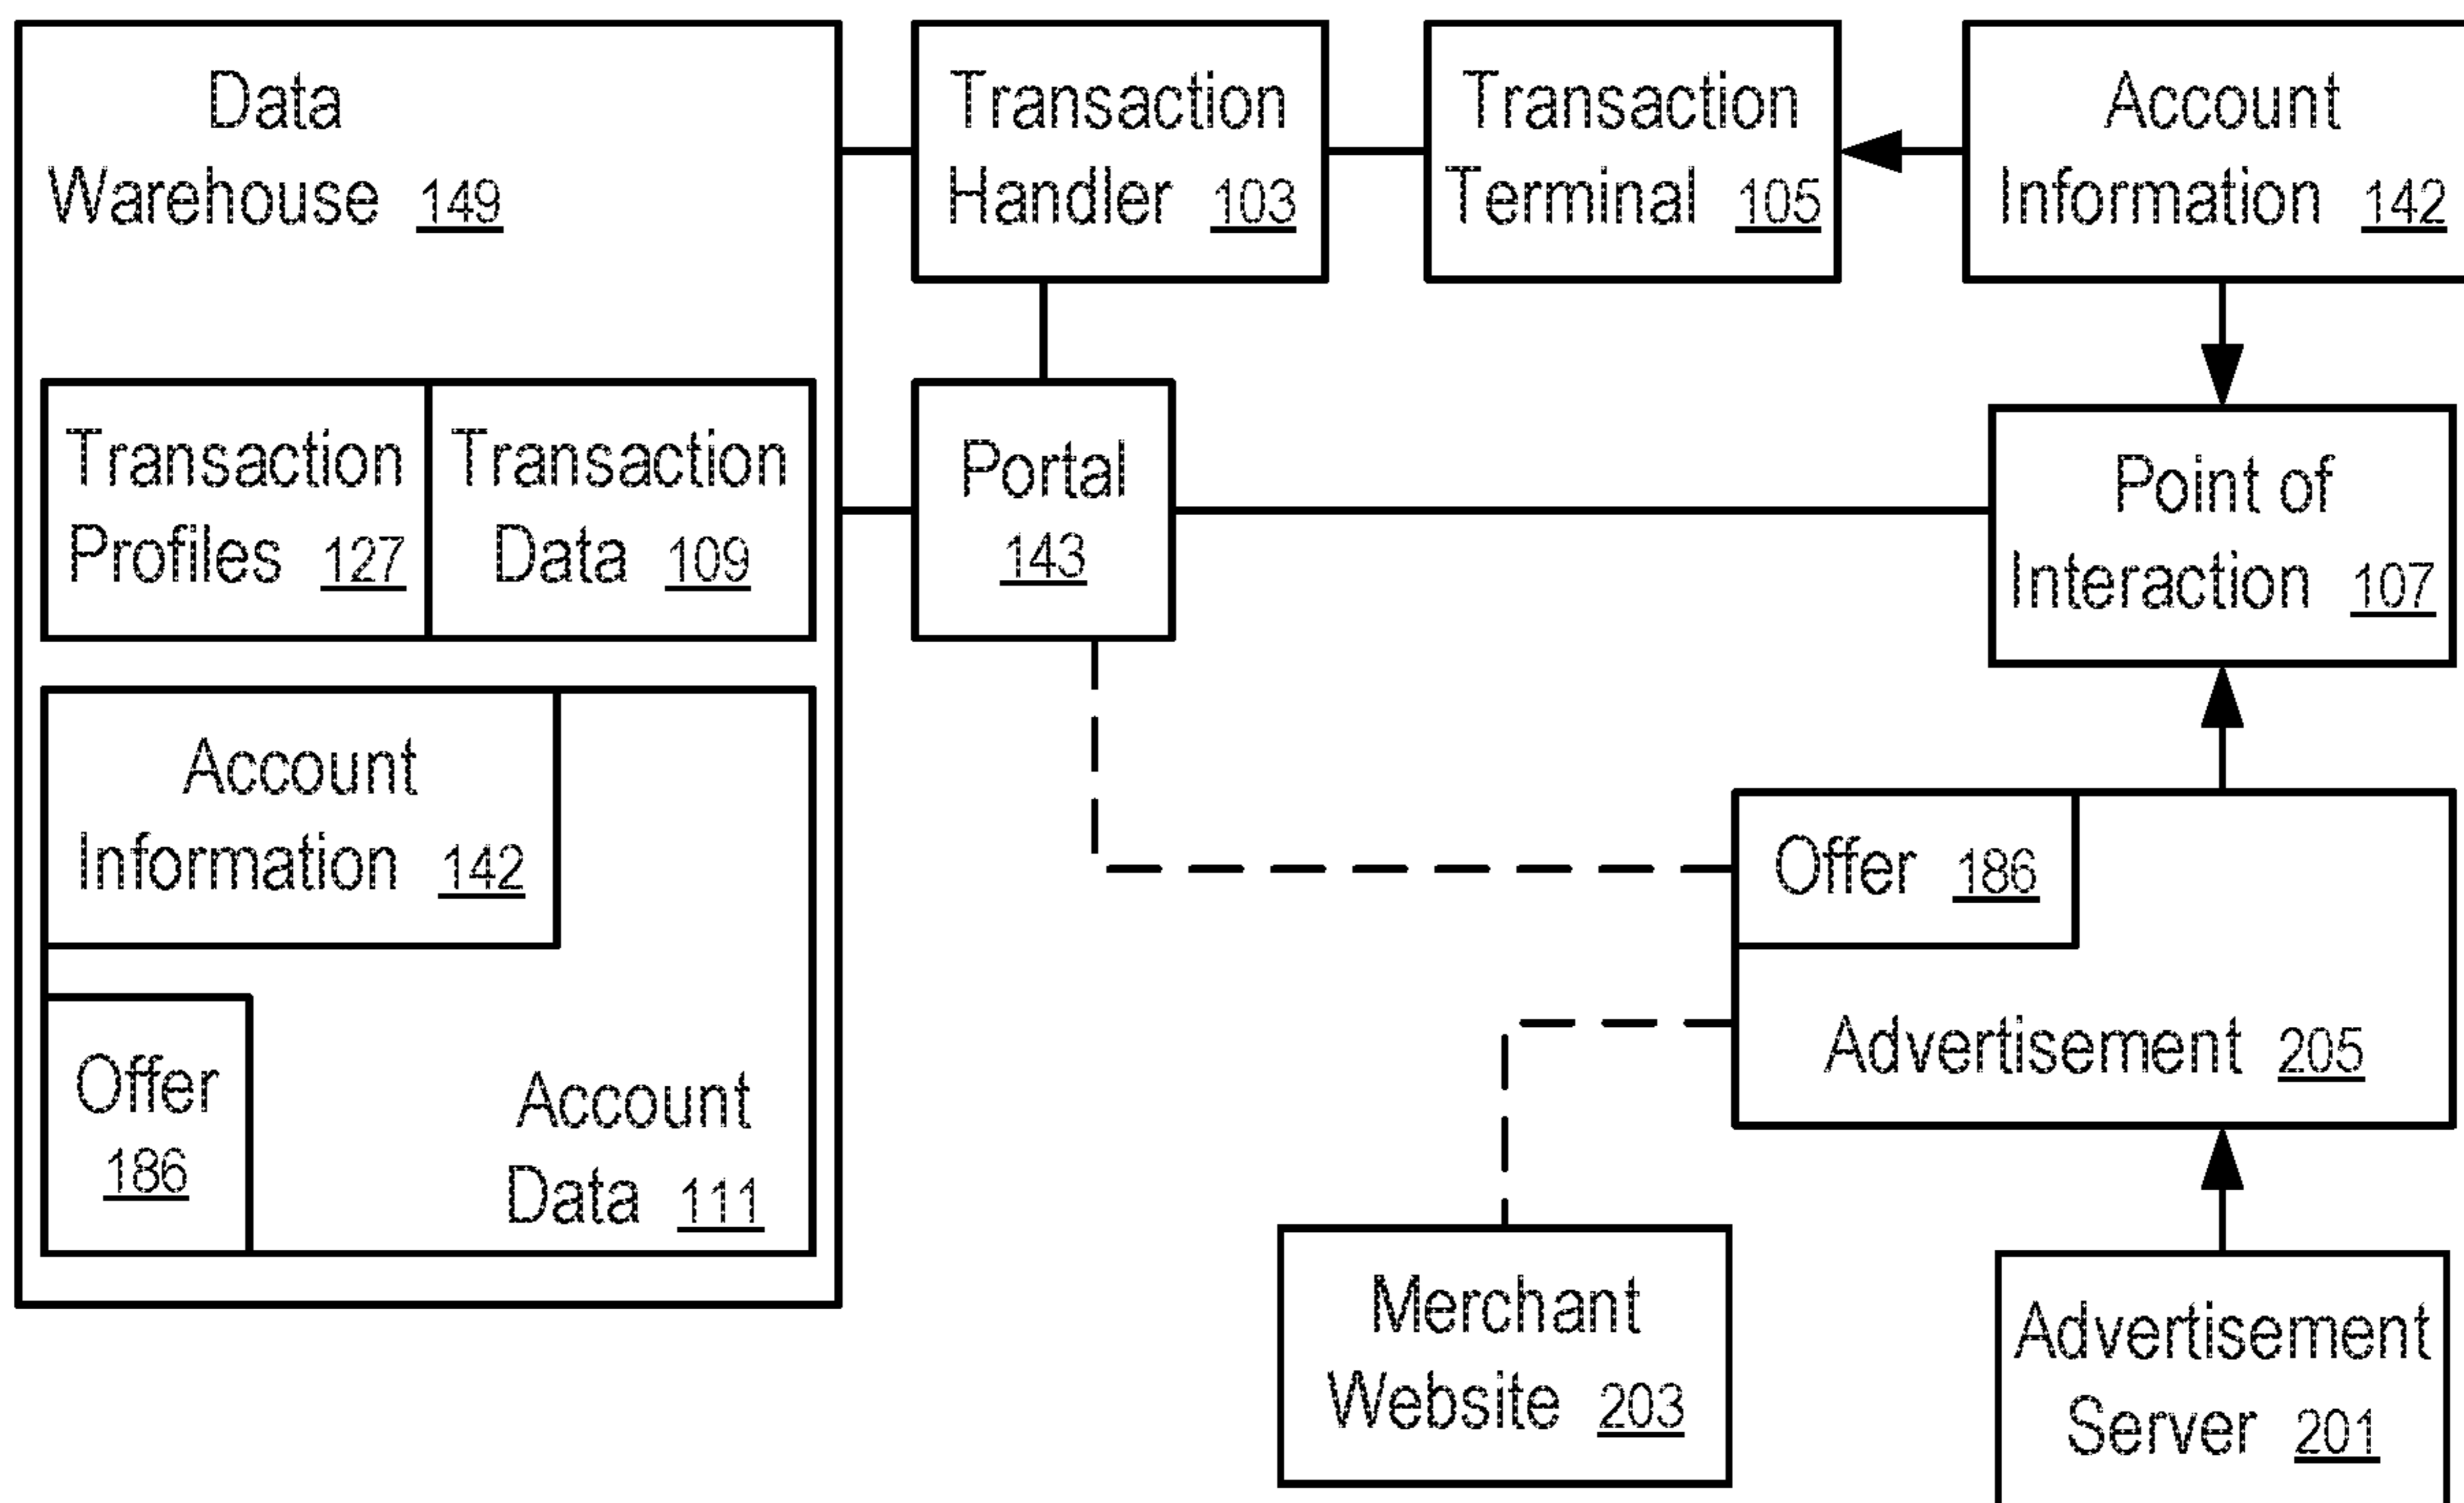 Data
Warehouse 149
Transaction
Handler 103
Transaction
Terminal 105
Account
Information 142
Transaction
Profiles 127
Transaction
Data 109
Portal
143
Point of
Interaction 107
Account
Information 142
Offer 186
Advertisement 205
Offer
186
Account
Data 111
Merchant
Website 203
Advertisement
Server 201